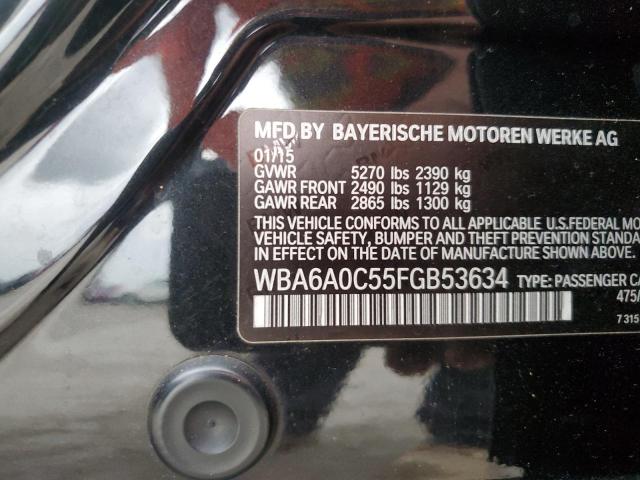 MFD.BY BAYERISCHE MOTOREN WERKE AG
01/15
GVWR 5270 lbs 2390 kg
GAWR FRONT 2490 lbs 1129 kg
GAWR REAR 2865 lbs 1300 kg
THIS VEHICLE CONFORMS TO ALL APPLICABLE U.S.FEDERAL MO
VEHICLE SAFETY, BUMPER AND THEFT PREVENTION STANDA
IN EFFECT ON THE DATE OF MANUFACTURE SHOWN ABOVE.
WBA6A0C55FGB53634 TYPE: PASSENGER CA
475/
7 315